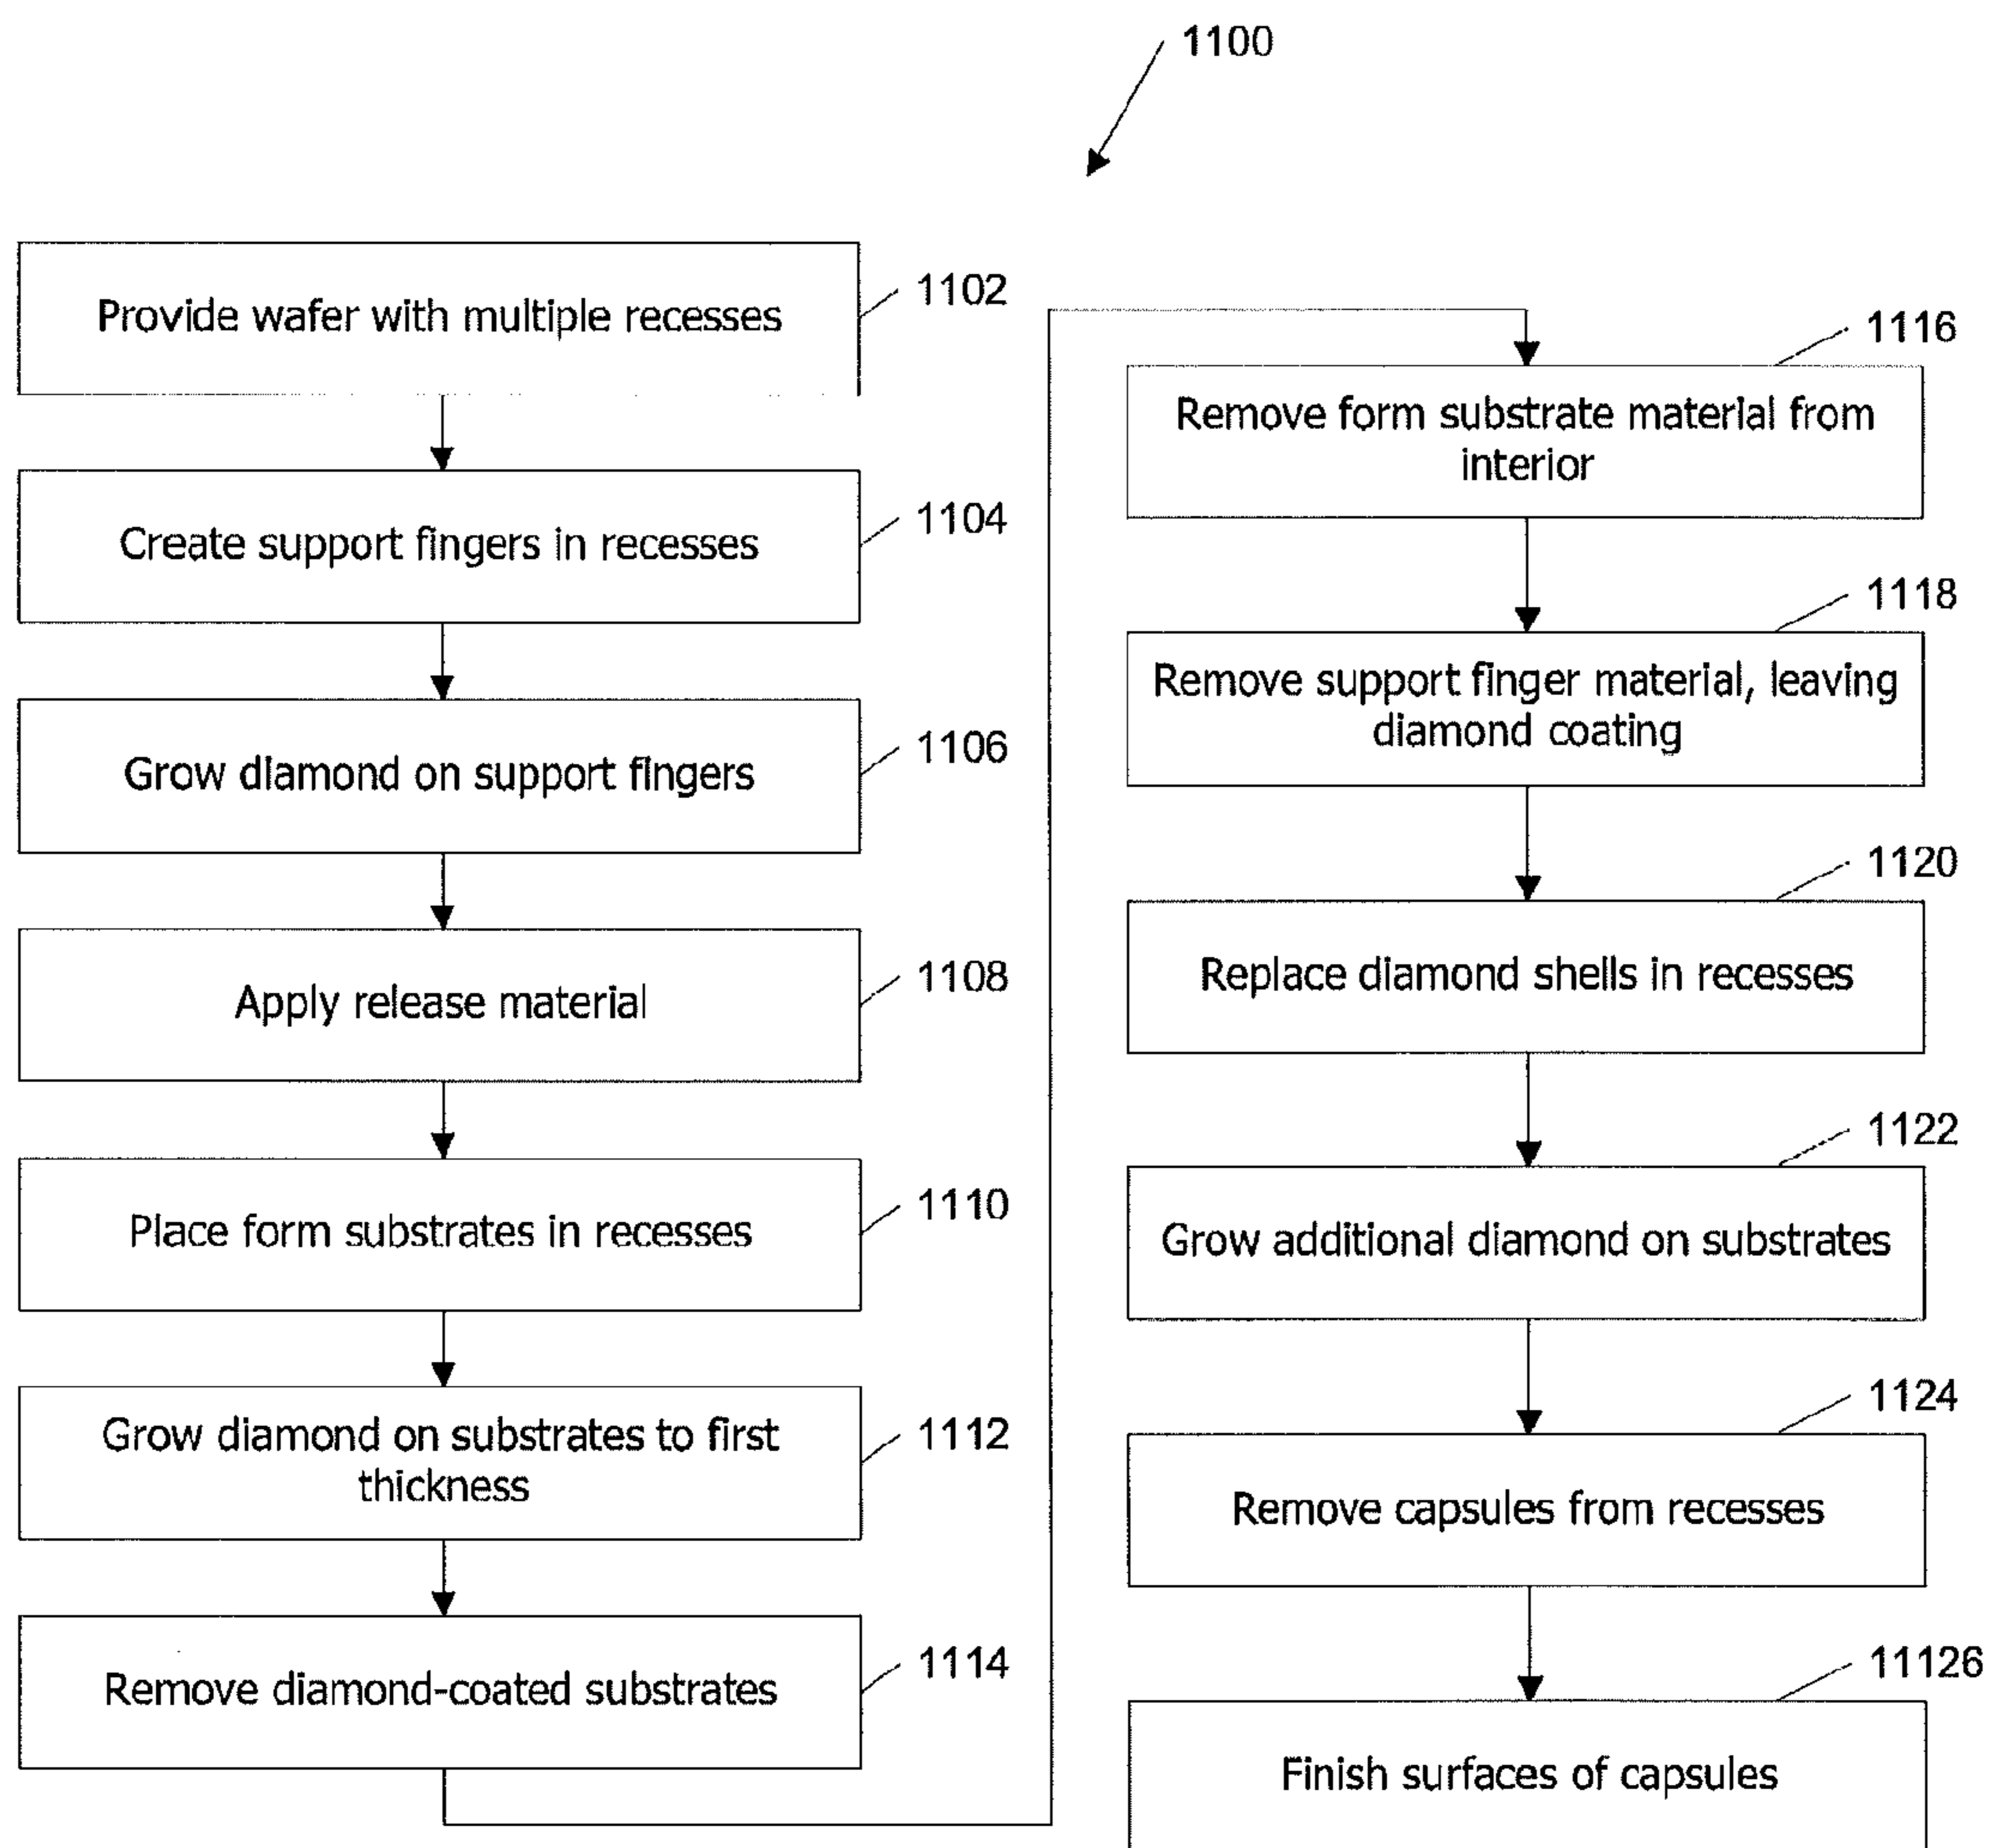 1100
Provide wafer with multiple recesses
1102
Create support fingers in recesses
1104
Grow diamond on support fingers
1106
Apply release material
1108
Place form substrates in recesses
1110
Grow diamond on substrates to first
thickness
1112
Remove diamond-coated substrates
1114
1116
Remove form substrate material from
interior
1118
Remove support finger material, leaving
diamond coating
1120
Replace diamond shells in recesses
1122
Grow additional diamond on substrates
1124
Remove capsules from recesses
11126
Finish surfaces of capsules